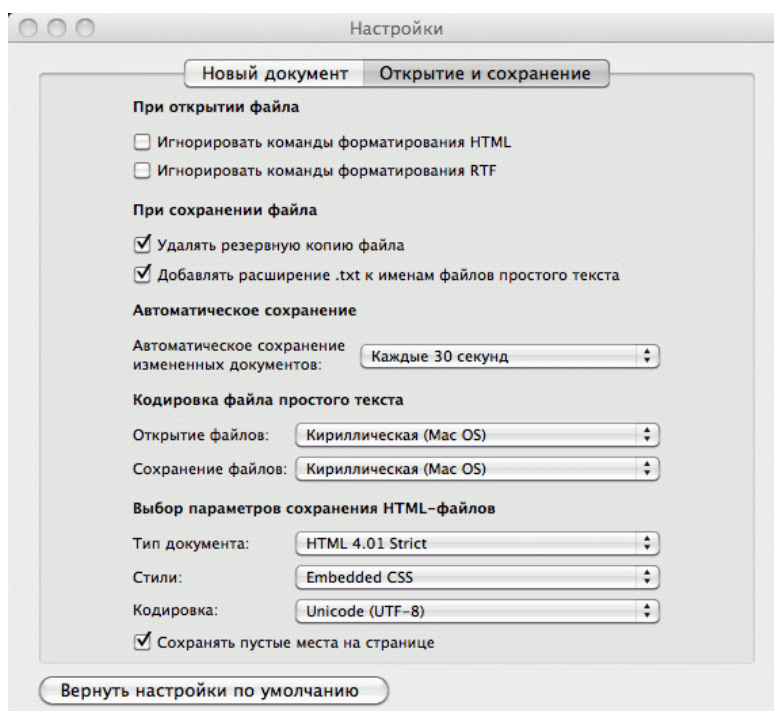 Настройки
Новый документ Открытие и сохранение
При открытии файла
Игнорировать команды форматирования HTML
Игнорировать команды форматирования RTF
При сохранении файла
Удалять резервную копию файла
Добавлять расширение .txt к именам файлов простого текста
Автоматическое сохранение
Автоматическое сохранение
измененных документов: Каждые 30 секунд
Кодировка файла простого текста
Открытие файлов: Кириллическая (Mac OS)
Сохранение файлов: Кириллическая (Mac OS)
Выбор параметров сохранения HTML-файлов
Тип документа: HTML 4.01 Strict
Стили: Embedded CSS
Кодировка: Unicode (UTF-8)
Сохранять пустые места на странице
Вернуть настройки по умолчанию